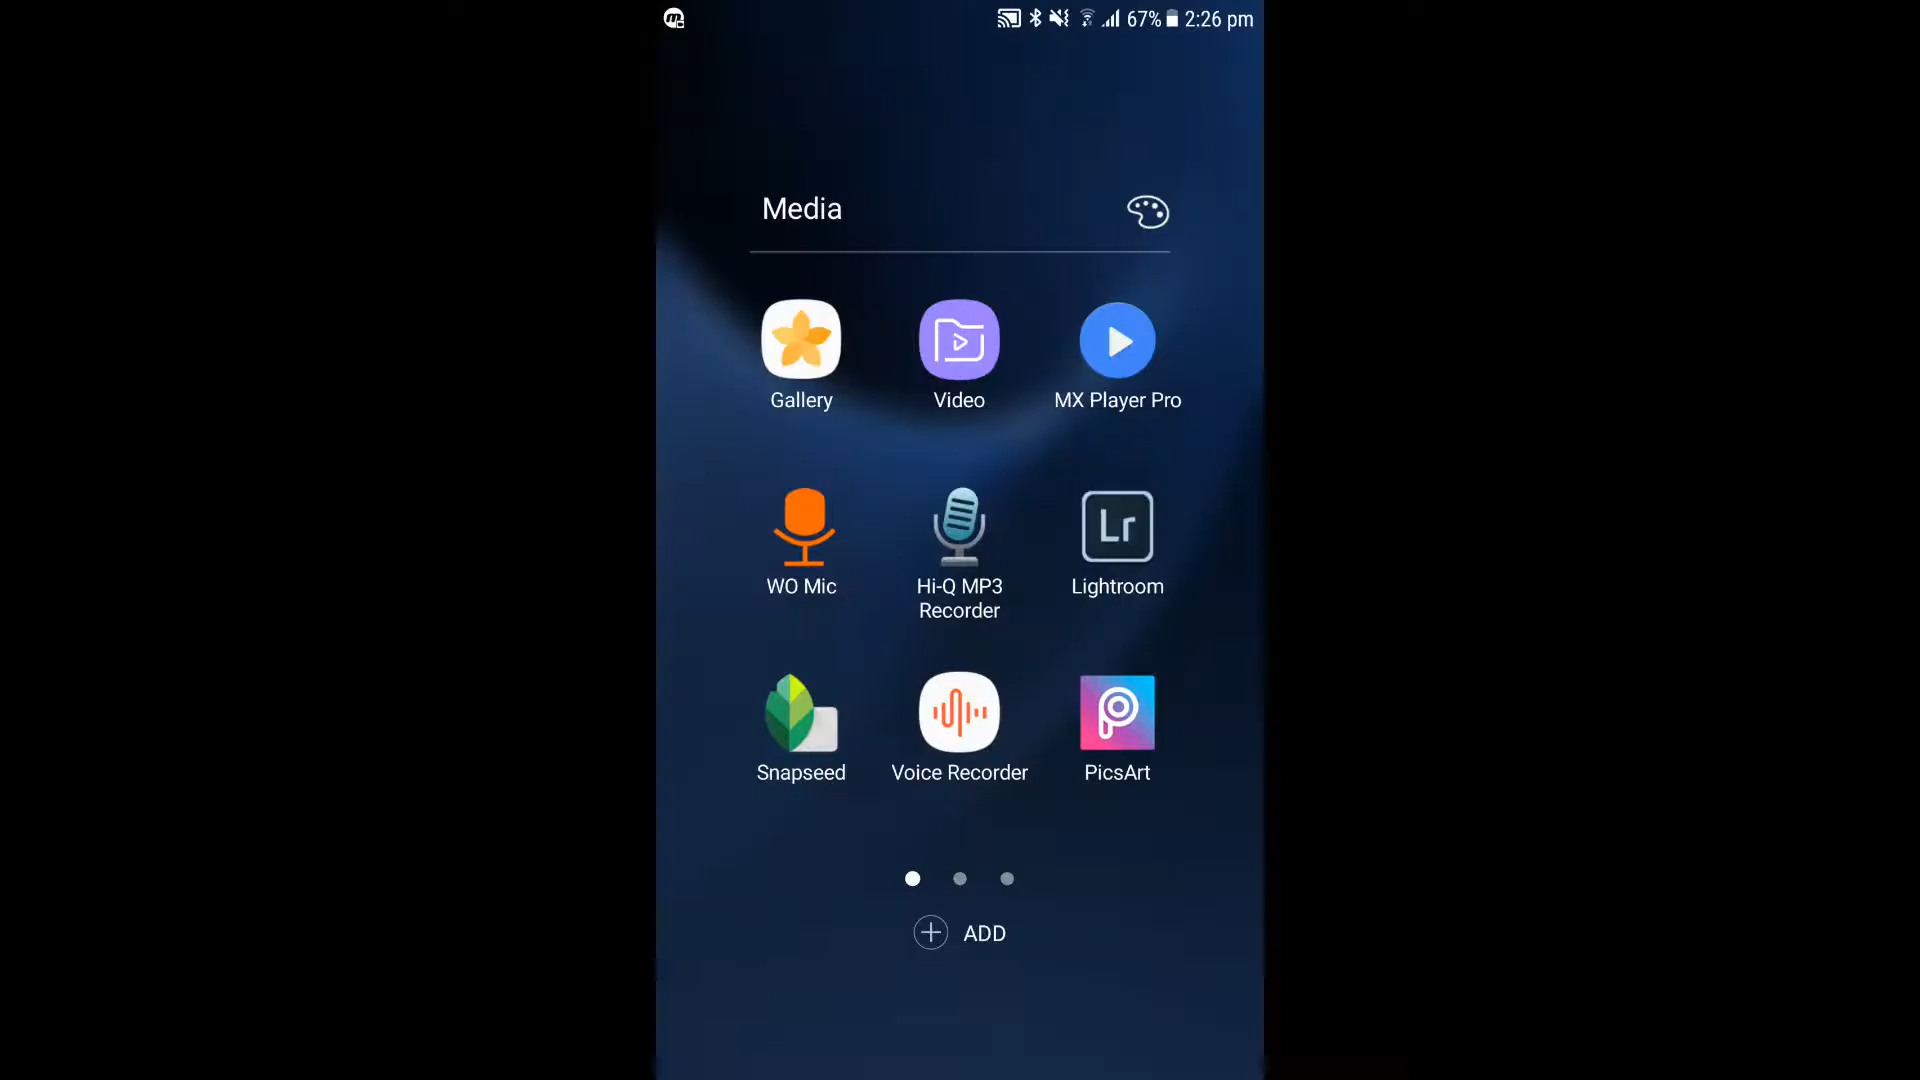 67% 2:26 pm
Media
Gallery Video MX Player Pro
WO Mic Hi-Q MP3 Recorder Lightroom
Lr
Snapseed Voice Recorder PicsArt
ADD